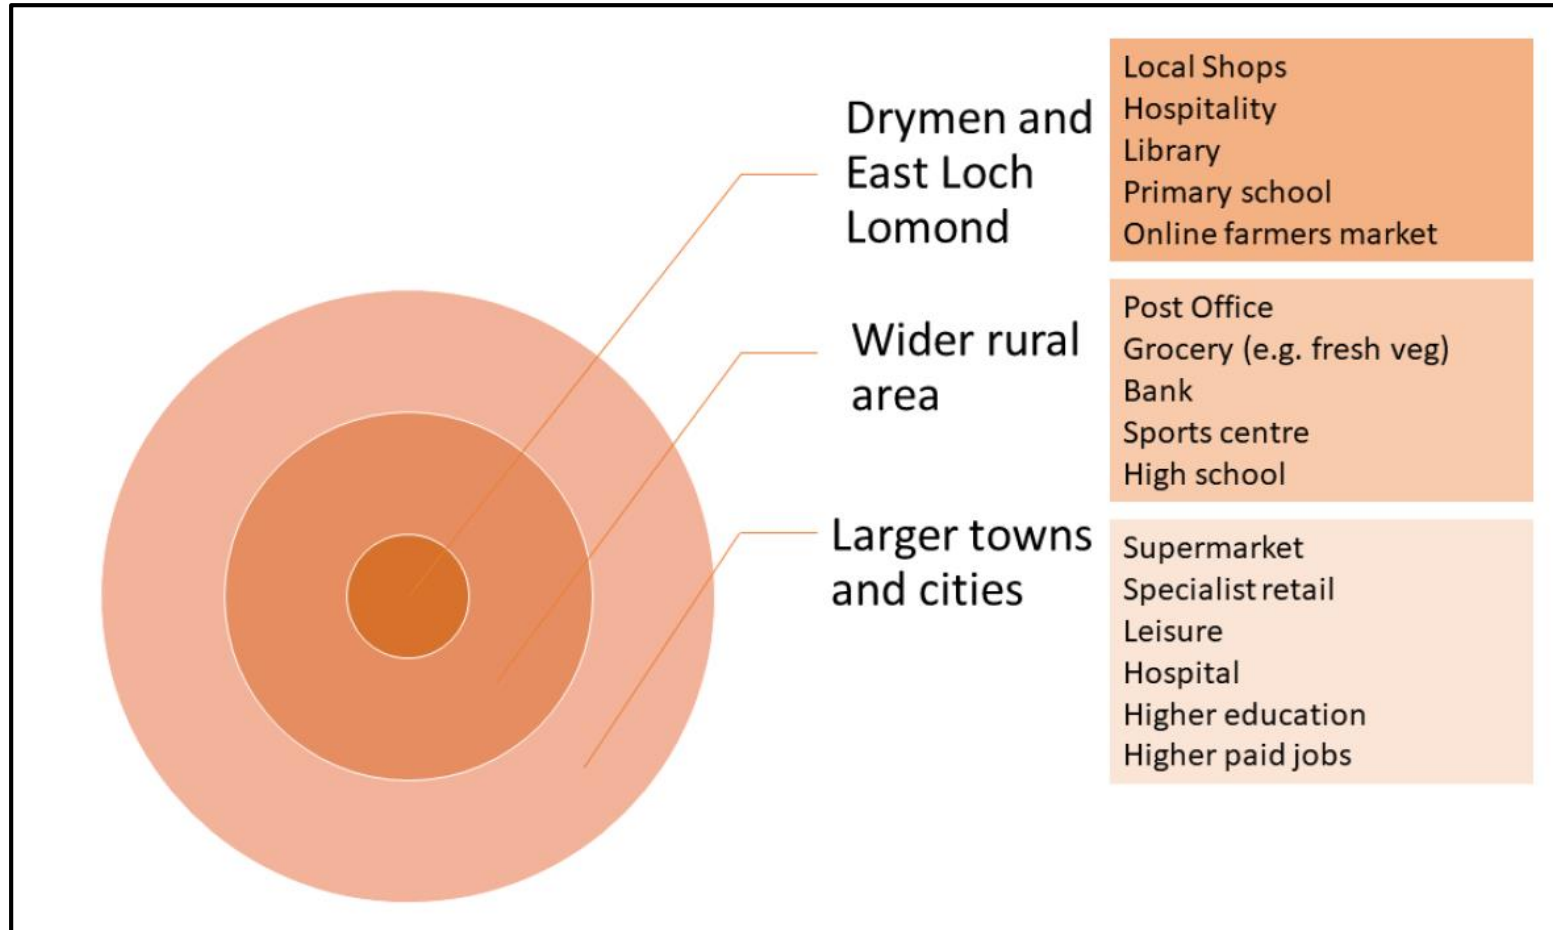 Drymen and
East Loch
Lomond
Local Shops
Hospitality
Library
Primary school
Online farmers market
Wider rural
area
Post Office
Grocery (e.g. fresh veg)
Bank
Sports centre
High school
Larger towns
and cities
Supermarket
Specialist retail
Leisure
Hospital
Higher education
Higher paid jobs